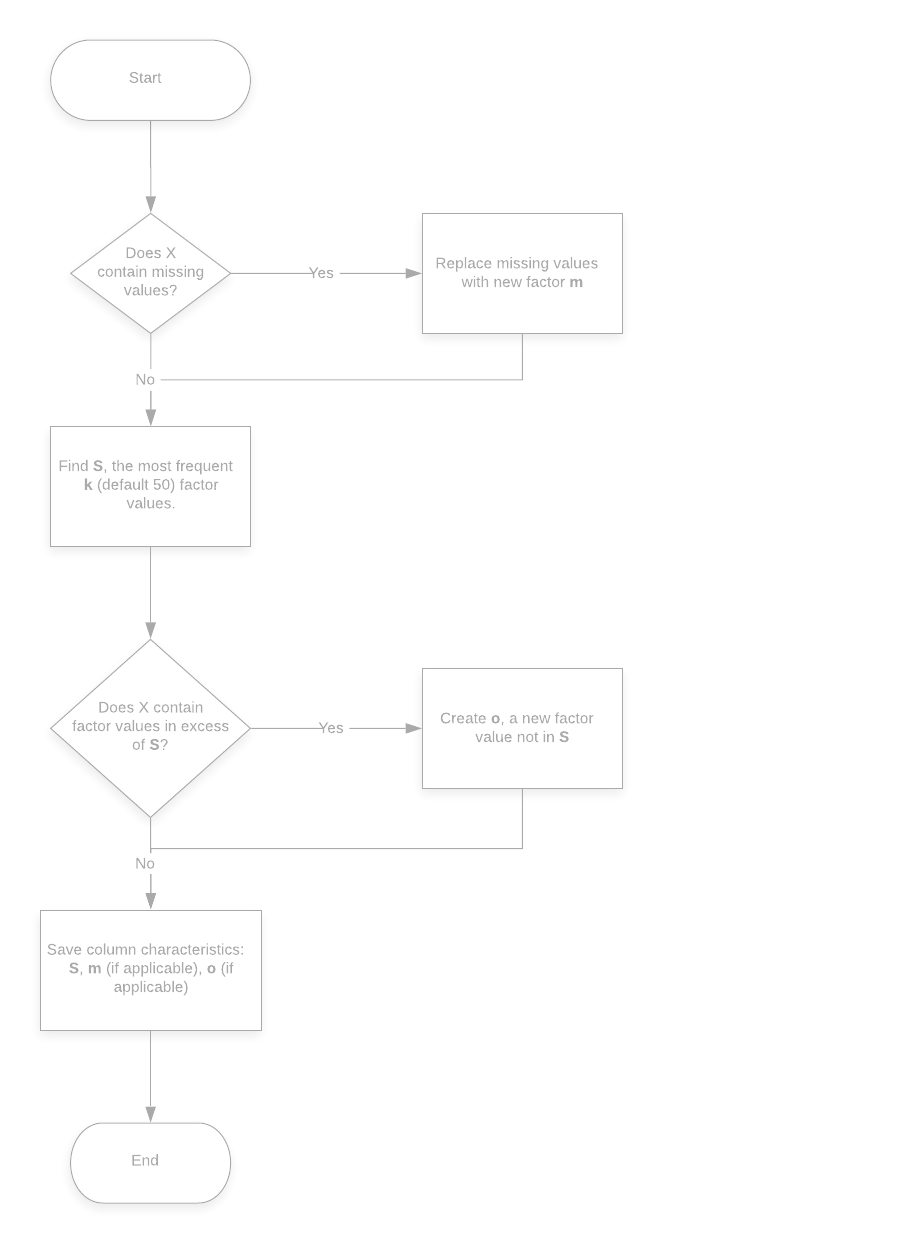 Start
Does X
contain missing
values?
Yes
Replace missing values
with new factor m
No
Find S, the most frequent
k (default 50) factor
values.
Does X contain
factor values in excess
of S?
Yes
Create o, a new factor
value not in S
No
Save column characteristics:
S, m (if applicable), o (if
applicable)
End